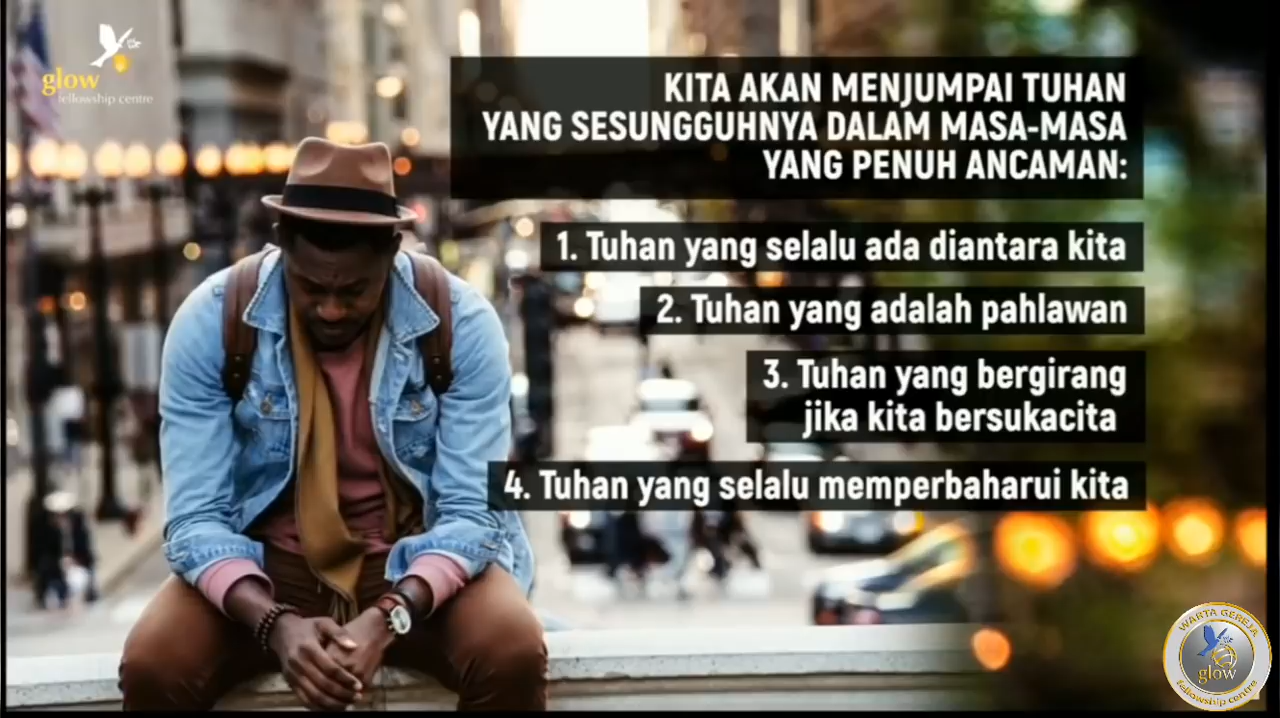 glow
fellowship centre
KITA AKAN MENJUMPAI TUHAN
YANG SESUNGGUHNYA DALAM MASA-MASA
YANG PENUH ANCAMAN:
1. Tuhan yang selalu ada diantara kita
2. Tuhan yang adalah pahlawan
3. Tuhan yang bergirang
jika kita bersukacita
4. Tuhan yang selalu memperbaharui kita
WARTA GEREJA
glow
fellowship centre